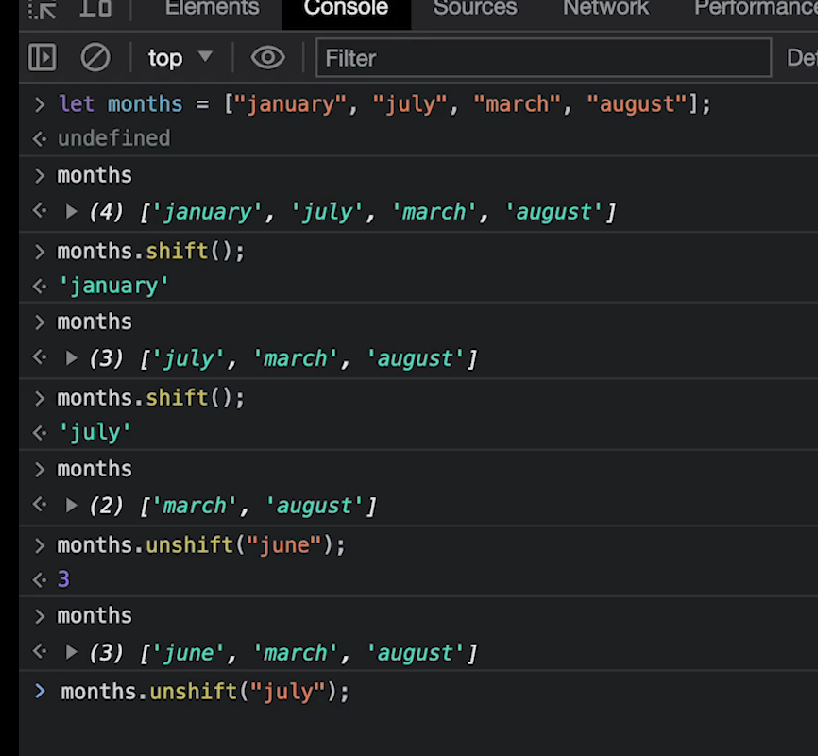 Elements Console Sources Network Performance
top ▼ Filter Def
> let months = ["january", "july", "march", "august"];
<· undefined
> months
<· ▶ (4) ['january', 'july', 'march', 'august']
> months.shift();
<· 'january'
> months
<· ▶ (3) ['july', 'march', 'august']
> months.shift();
<· 'july'
> months
<· ▶ (2) ['march', 'august']
> months.unshift("june");
<· 3
> months
<· ▶ (3) ['june', 'march', 'august']
> months.unshift("july");